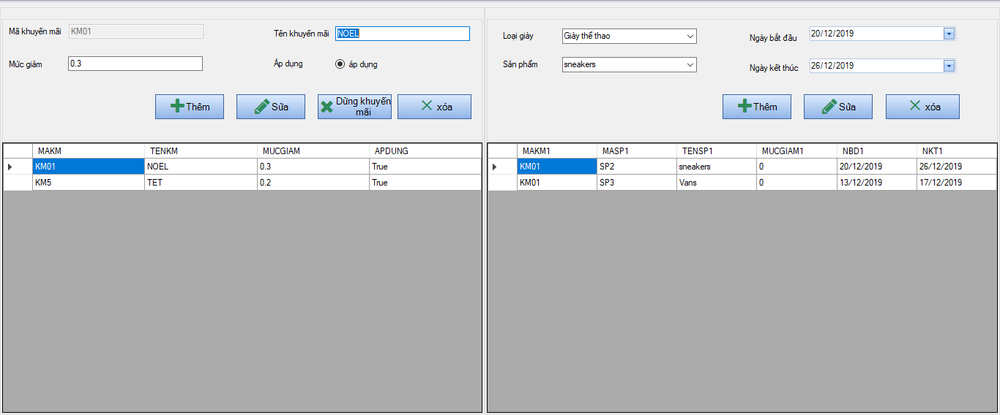 Mã khuyến mãi KM01 Tên khuyến mãi NOEL
Mức giảm 0.3 Áp dụng áp dụng
Thêm Sửa Dừng khuyến mãi xóa
MAKM TENKM MUCGIAM APDUNG
KM01 NOEL 0.3 True
KM5 TET 0.2 True
Loại giày Giày thể thao Ngày bắt đầu 20/12/2019
Sản phẩm sneakers Ngày kết thúc 26/12/2019
Thêm Sửa xóa
MAKM1 MASP1 TENSP1 MUCGIAM1 NBD1 NKT1
KM01 SP2 sneakers 0 20/12/2019 26/12/2019
KM01 SP3 Vans 0 13/12/2019 17/12/2019